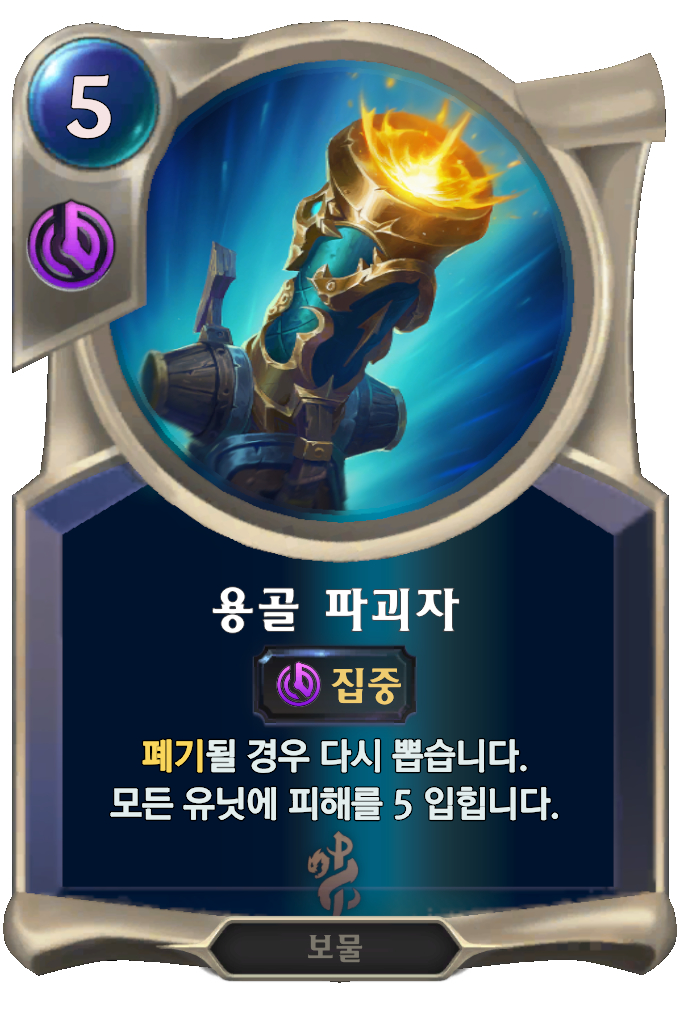 5
용골 파괴자
집중
폐기될 경우 다시 뽑습니다.
모든 유닛에 피해를 5 입힙니다.
보물